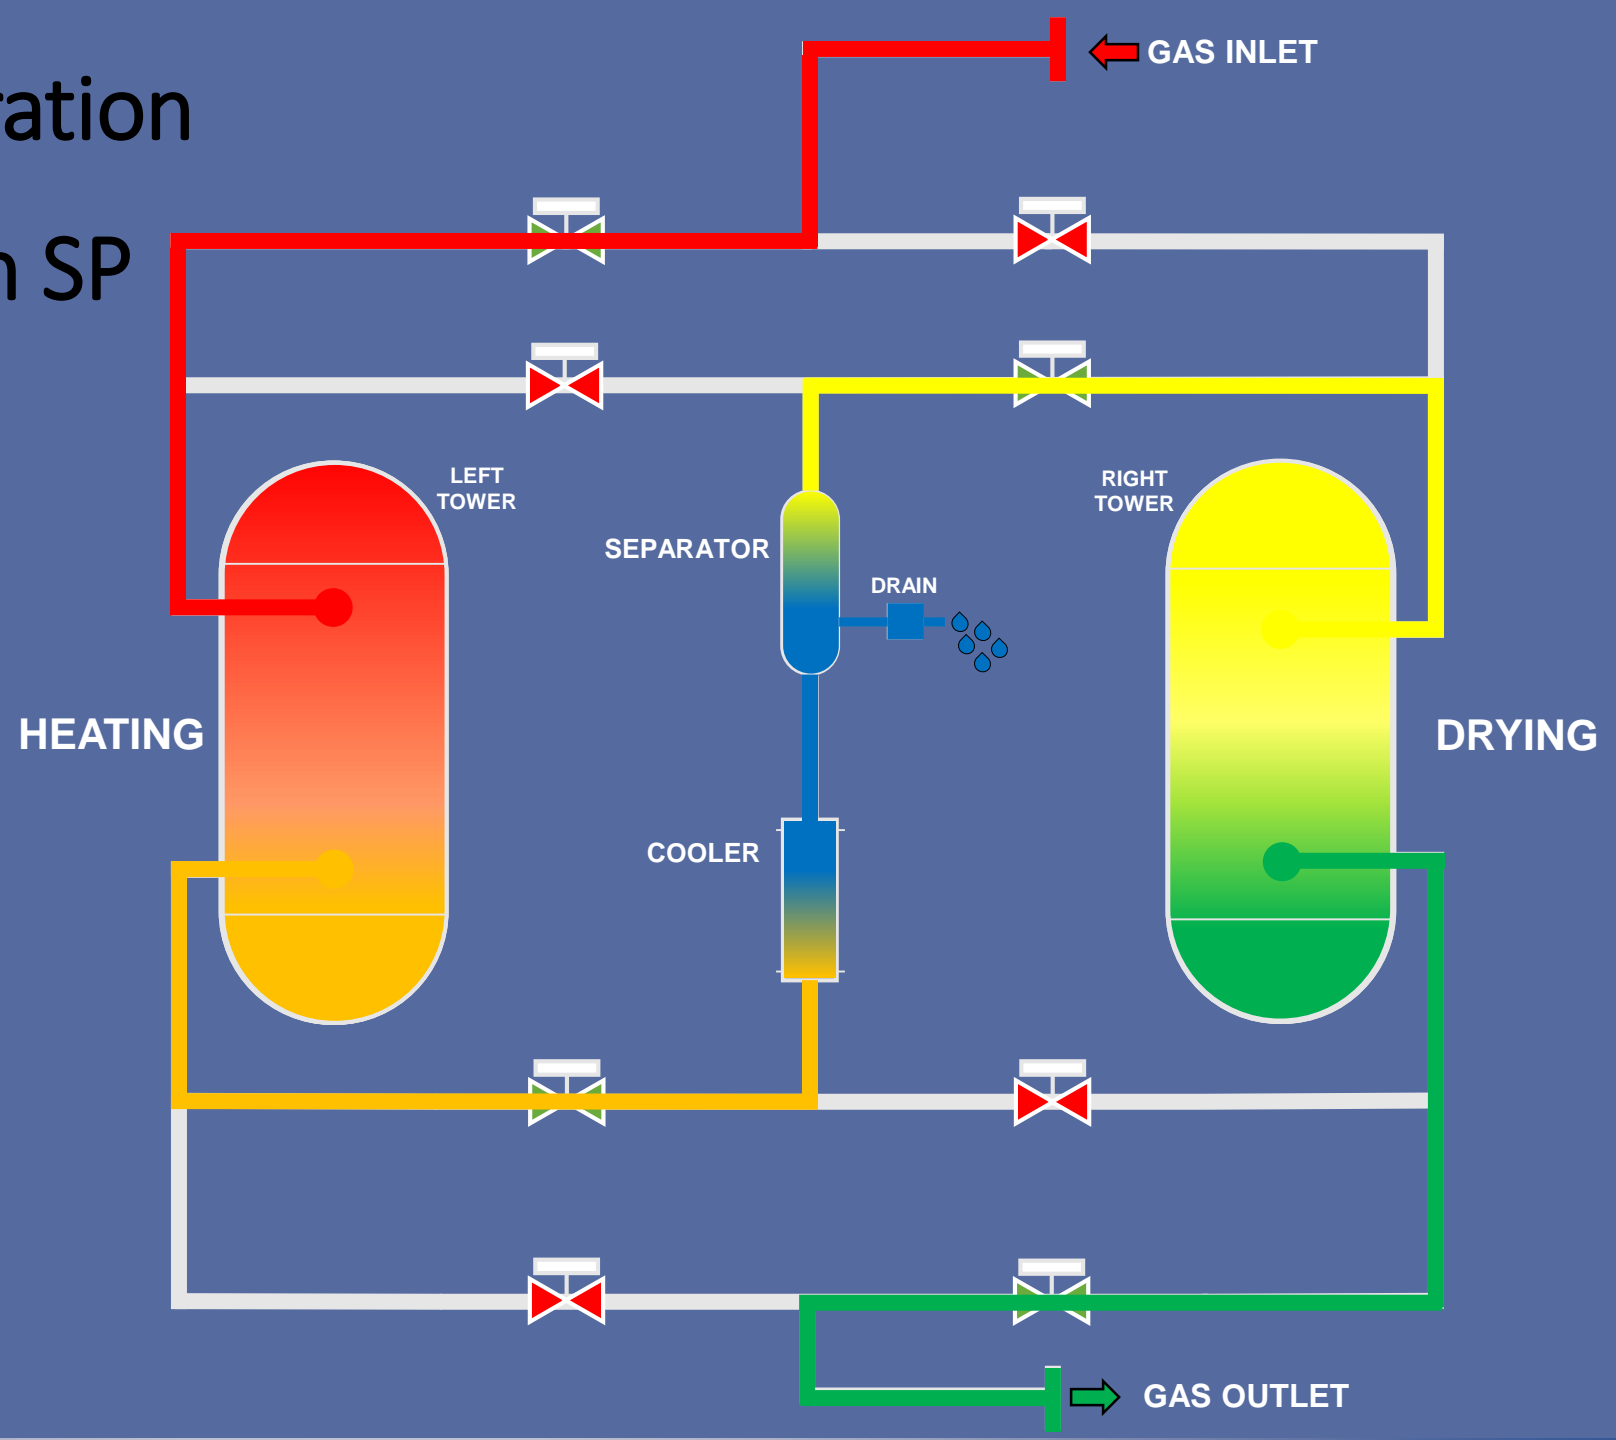 GAS INLET
ration
n SP
LEFT
TOWER
RIGHT
TOWER
SEPARATOR
DRAIN
HEATING
DRYING
COOLER
GAS OUTLET